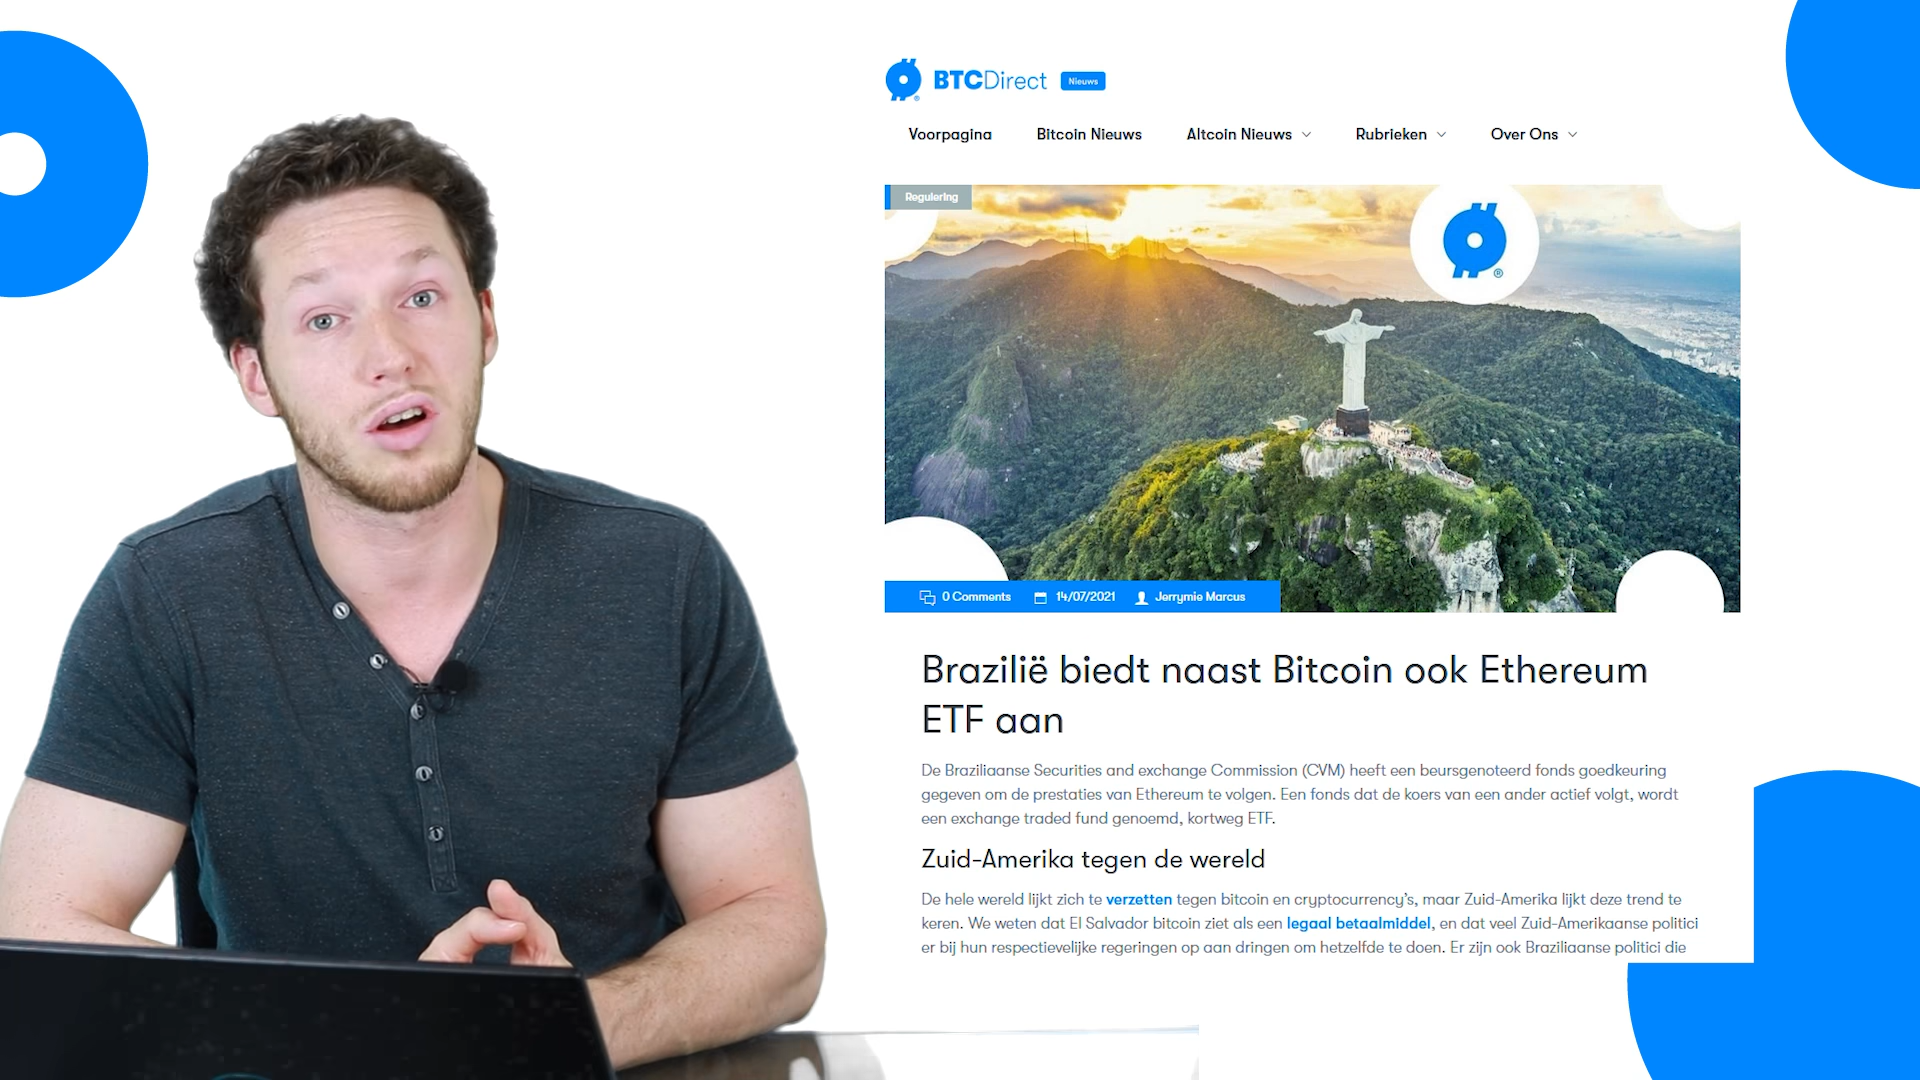 BTCDirect Nieuws
Voorpagina Bitcoin Nieuws Altcoin Nieuws Rubrieken Over Ons
Regulering
®
0 Comments 14/07/2021 Jerrymie Marcus
Brazilië biedt naast Bitcoin ook Ethereum
ETF aan
De Braziliaanse Securities and exchange Commission (CVM) heeft een beursgenoteerd fonds goedkeuring
gegeven om de prestaties van Ethereum te volgen. Een fonds dat de koers van een ander actief volgt, wordt
een exchange traded fund genoemd, kortweg ETF.
Zuid-Amerika tegen de wereld
De hele wereld lijkt zich te verzetten tegen bitcoin en cryptocurrency's, maar Zuid-Amerika lijkt deze trend te
keren. We weten dat El Salvador bitcoin ziet als een legaal betaalmiddel, en dat veel Zuid-Amerikaanse politici
er bij hun respectievelijke regeringen op aan dringen om hetzelfde te doen. Er zijn ook Braziliaanse politici die